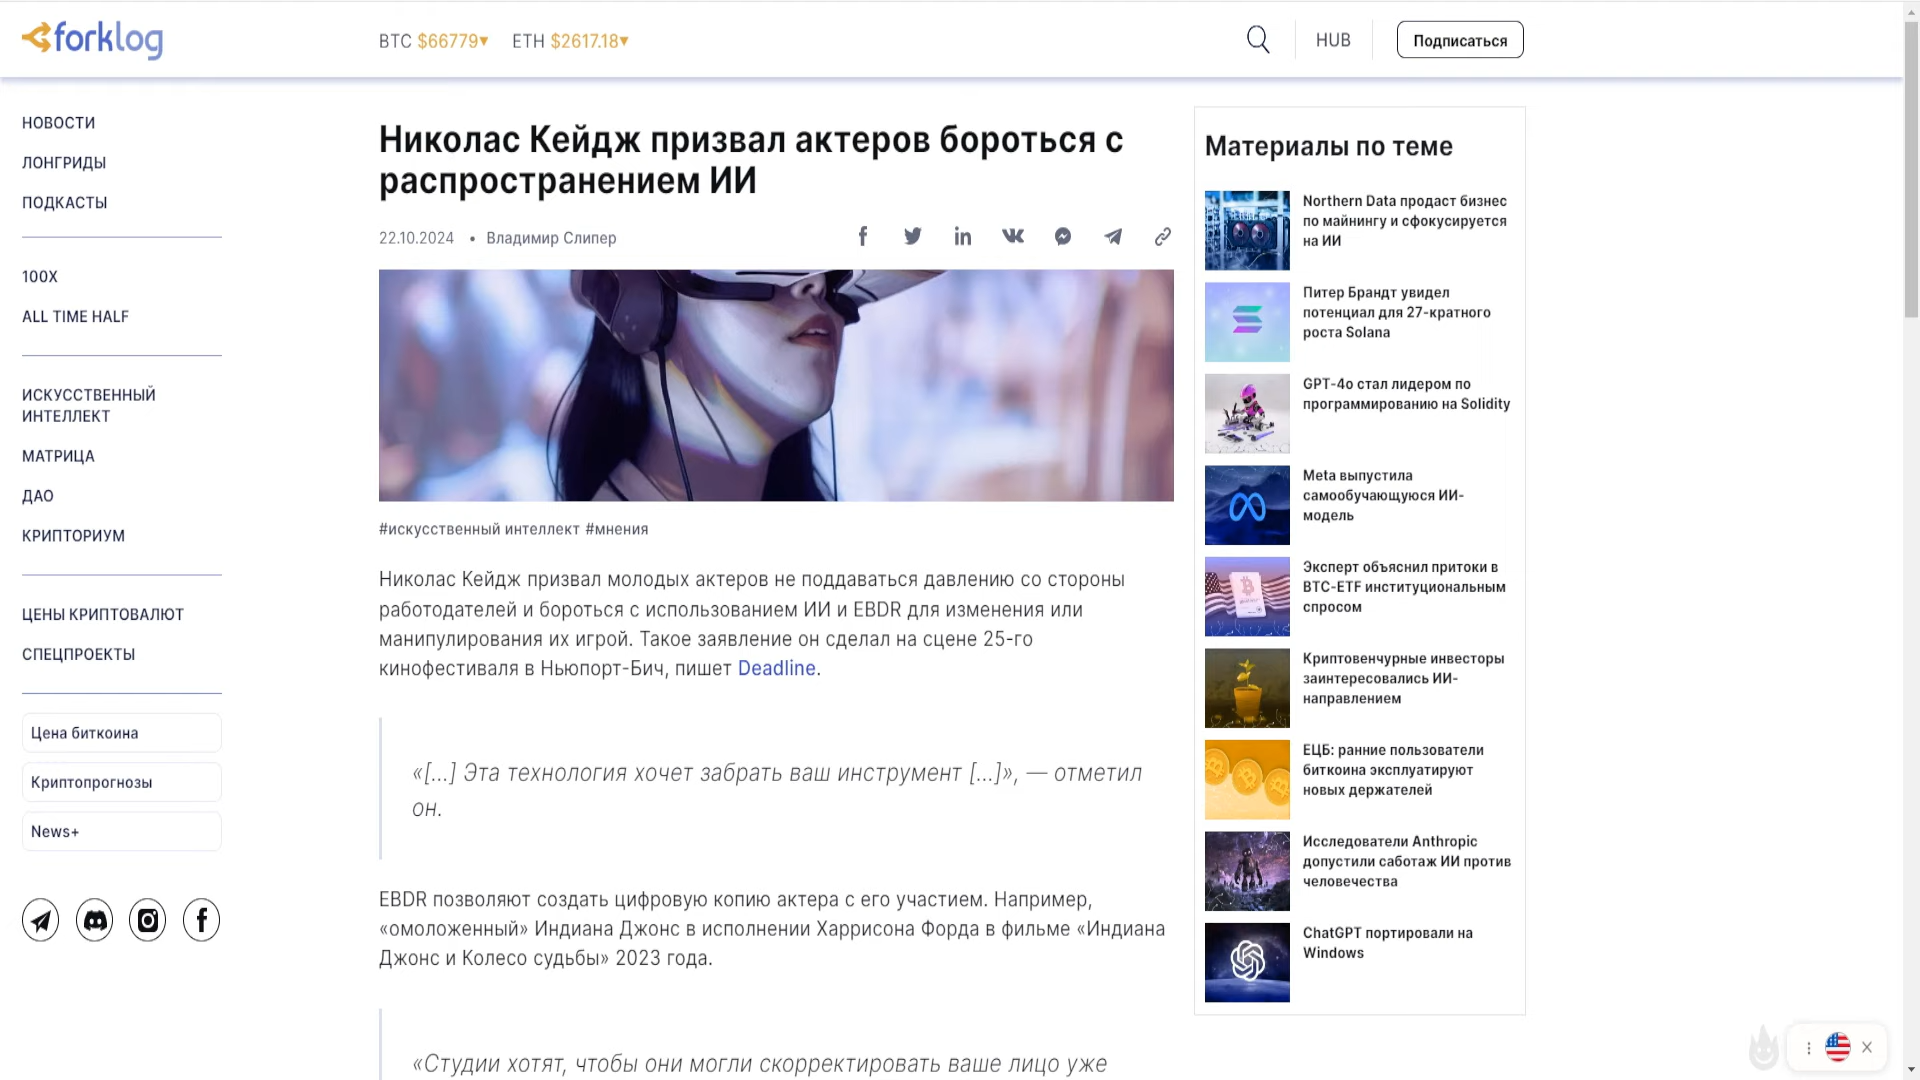 forklog
BTC $66779▼ ETH $2617.18▼
HUB
Подписаться
НОВОСТИ
ЛОНГРИДЫ
ПОДКАСТЫ
100X
ALL TIME HALF
ИСКУССТВЕННЫЙ
ИНТЕЛЛЕКТ
МАТРИЦА
ДАО
КРИПТОРИУМ
ЦЕНЫ КРИПТОВАЛЮТ
СПЕЦПРОЕКТЫ
Цена биткоина
Криптопрогнозы
News+
Николас Кейдж призвал актеров бороться с
распространением ИИ
22.10.2024 • Владимир Слипер
#искусственный интеллект #мнения
Николас Кейдж призвал молодых актеров не поддаваться давлению со стороны
работодателей и бороться с использованием ИИ и EBDR для изменения или
манипулирования их игрой. Такое заявление он сделал на сцене 25-го
кинофестиваля в Ньюпорт-Бич, пишет Deadline.
«[…] Эта технология хочет забрать ваш инструмент […]», — отметил
он.
EBDR позволяют создать цифровую копию актера с его участием. Например,
«омоложенный» Индиана Джонс в исполнении Харрисона Форда в фильме «Индиана
Джонс и Колесо судьбы» 2023 года.
«Студии хотят, чтобы они могли скорректировать ваше лицо уже
Материалы по теме
Northern Data продаст бизнес
по майнингу и сфокусируется
на ИИ
Питер Брандт увидел
потенциал для 27-кратного
роста Solana
GPT-4o стал лидером по
программированию на Solidity
Meta выпустила
самообучающуюся ИИ-
модель
Эксперт объяснил притоки в
BTC-ETF институциональным
спросом
Криптовенчурные инвесторы
заинтересовались ИИ-
направлением
ЕЦБ: ранние пользователи
биткоина эксплуатируют
новых держателей
Исследователи Anthropic
допустили саботаж ИИ против
человечества
ChatGPT портировали на
Windows